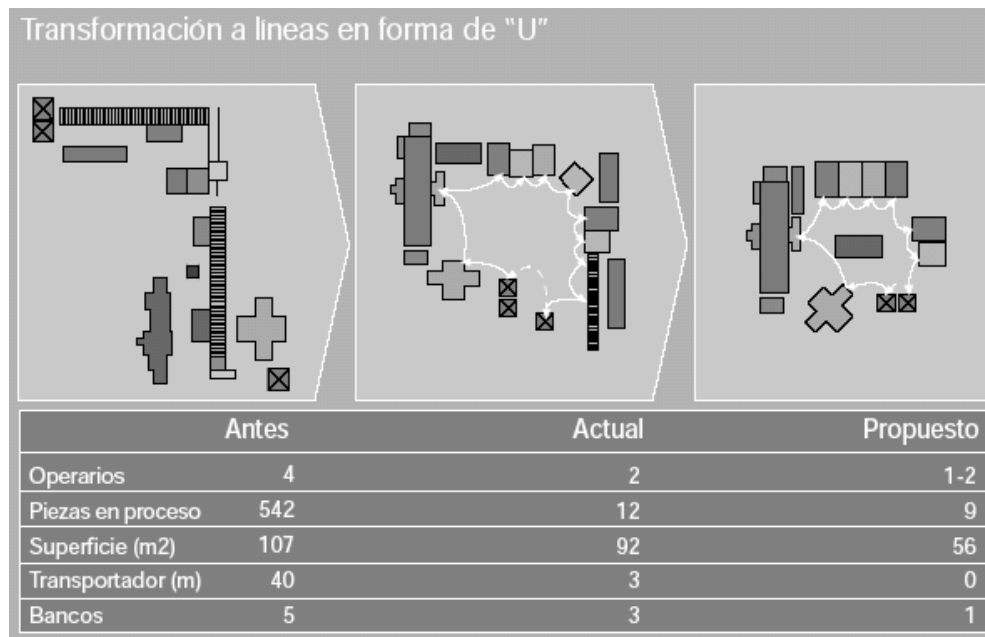 Transformación a líneas en forma de “U”
Antes Actual Propuesto
Operarios 4 2 1-2
Piezas en proceso 542 12 9
Superficie (m2) 107 92 56
Transportador (m) 40 3 0
Bancos 5 3 1